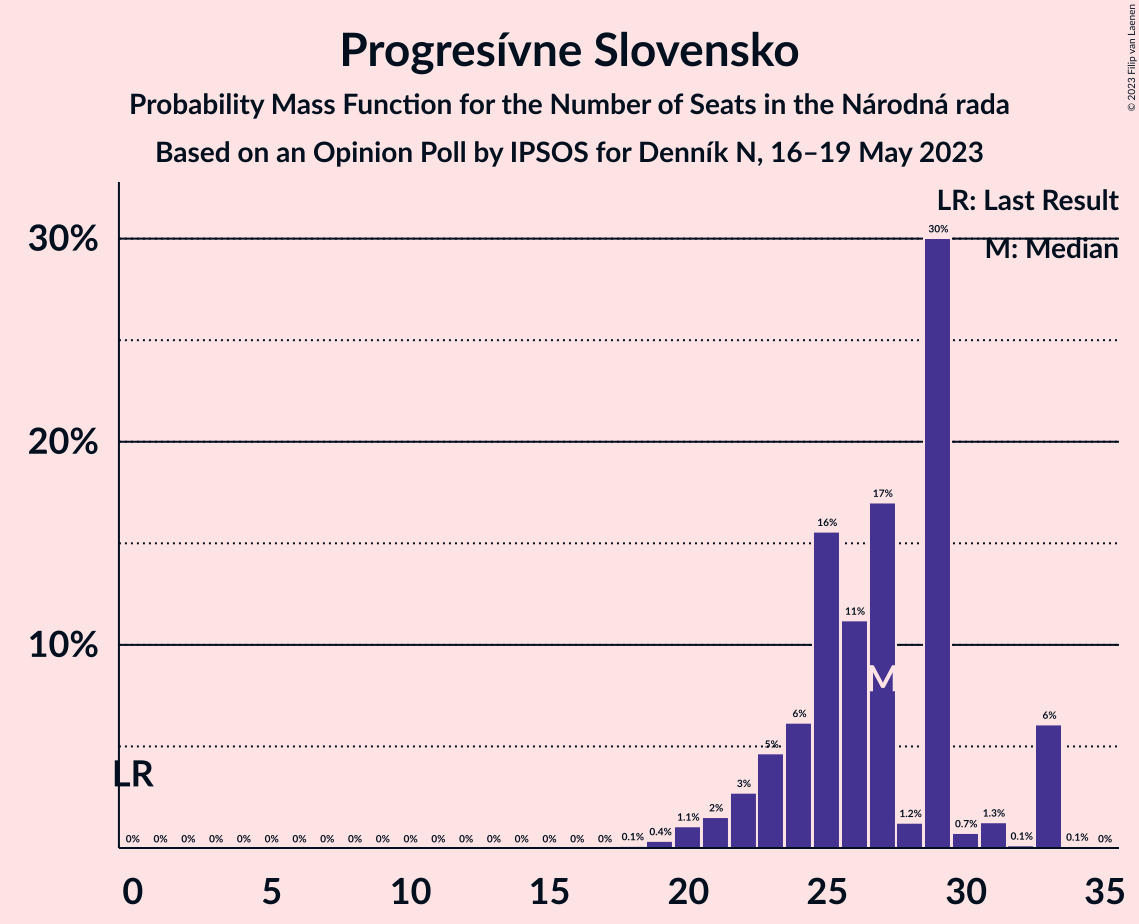 © 2023 Filip van Laenen
Progresívne Slovensko
Probability Mass Function for the Number of Seats in the Národná rada
Based on an Opinion Poll by IPSOS for Denník N, 16–19 May 2023
LR: Last Result
M: Median
30%
20%
10%
LR
M
0% 0% 0% 0% 0% 0% 0% 0% 0% 0% 0% 0% 0% 0% 0% 0% 0% 0% 0.1% 0.4% 1.1% 2% 3% 5% 6% 16% 11% 17% 1.2% 30% 0.7% 1.3% 0.1% 6% 0.1% 0%
0 5 10 15 20 25 30 35